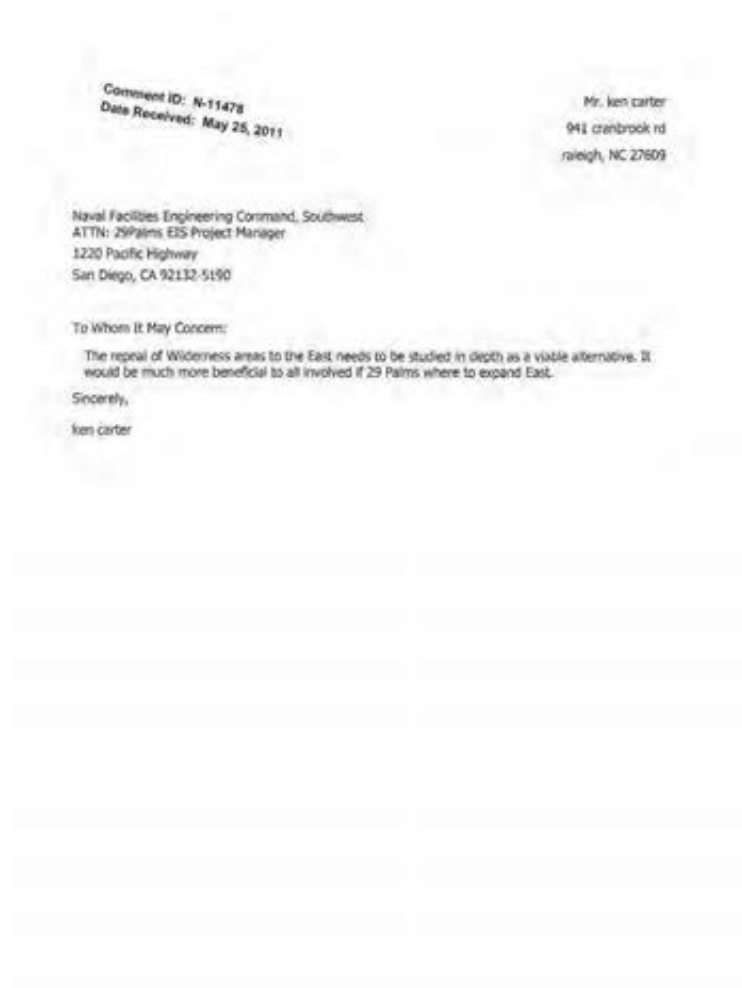 Comment ID: N-11478
Date Received: May 25, 2011
Mr. ken carter
941 cranbrook rd
raleigh, NC 27609
Naval Facilities Engineering Command, Southwest
ATTN: 29Palms EIS Project Manager
1220 Pacific Highway
San Diego, CA 92132-5190
To Whom It May Concern:
The repeal of Wilderness areas to the East needs to be studied in depth as a viable alternative. It
would be much more beneficial to all involved if 29 Palms where to expand East.
Sincerely,
ken carter